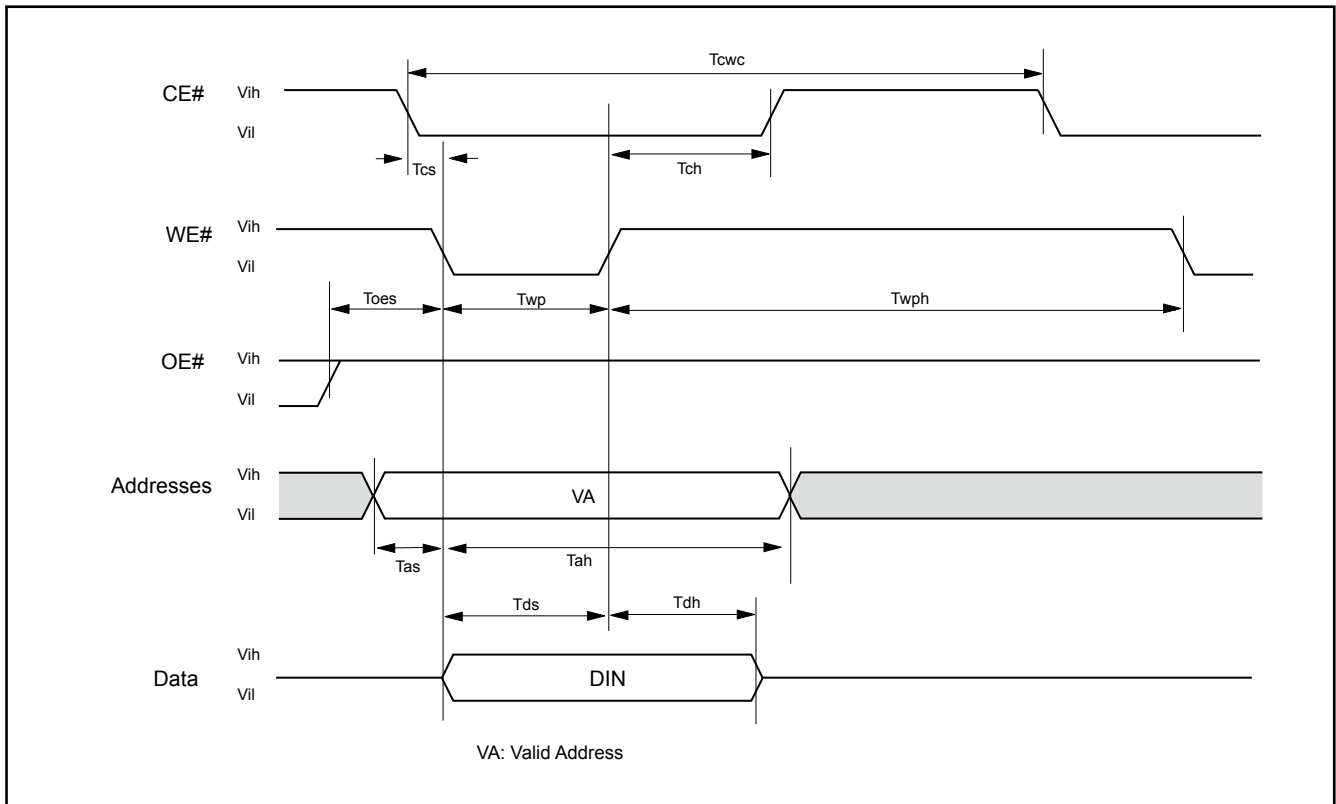 Tcwc
CE# Vih
Vil
Tcs
Tch
WE# Vih
Vil
Toes Twp Twph
OE# Vih
Vil
Addresses Vih
VA
Vil
Tas Tah
Tds Tdh
Vih
Data DIN
Vil
VA: Valid Address